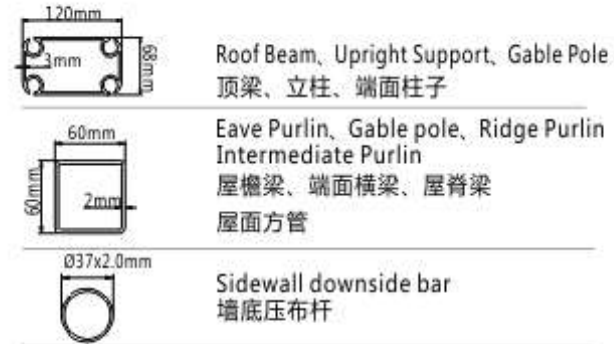 120mm
3mm
68mm
Roof Beam、Upright Support、Gable Pole
顶梁、立柱、端面柱子
60mm
60mm
2mm
Eave Purlin、Gable pole、Ridge Purlin
Intermediate Purlin
屋檐梁、端面横梁、屋脊梁
屋面方管
Ø37x2.0mm
Sidewall downside bar
墙底压布杆